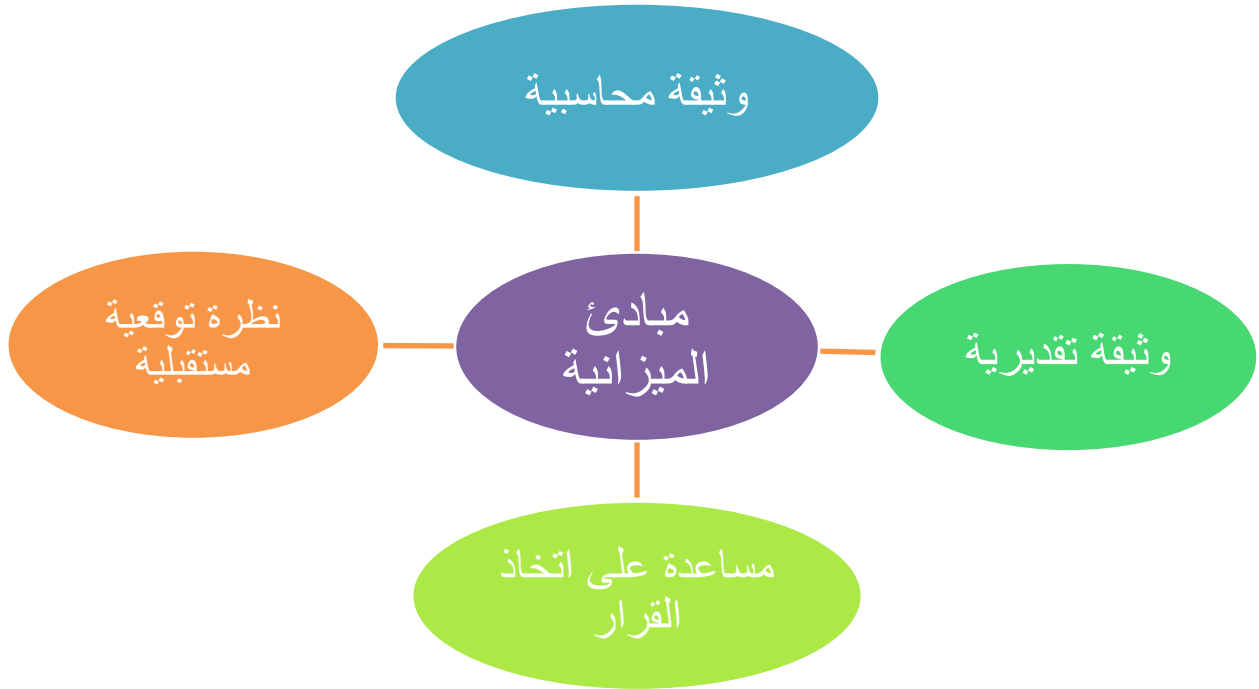 وثيقة محاسبية
نظرة توقعية
مستقبلية
مبادئ
الميزانية
وثيقة تقديرية
مساعدة على اتخاذ
القرار